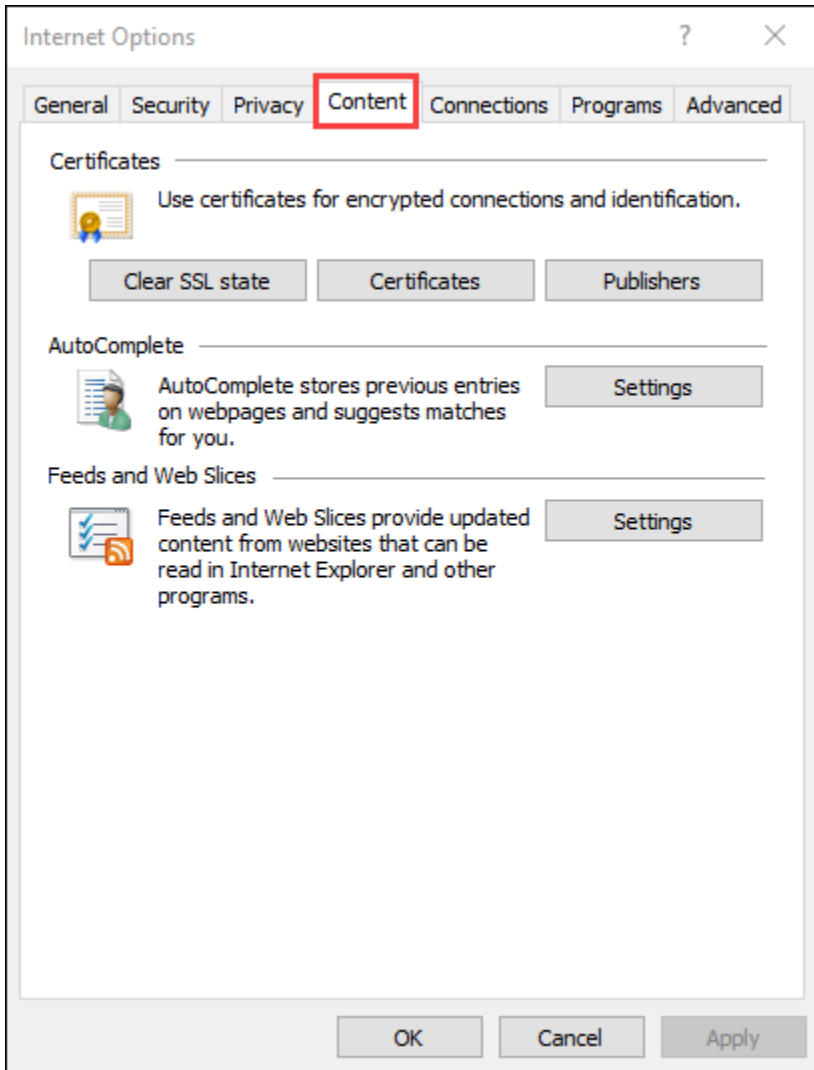 Internet Options ?
General Security Privacy Content Connections Programs Advanced
Certificates
Use certificates for encrypted connections and identification.
Clear SSL state Certificates Publishers
AutoComplete
AutoComplete stores previous entries
on webpages and suggests matches
for you.
Settings
Feeds and Web Slices
Feeds and Web Slices provide updated
content from websites that can be
read in Internet Explorer and other
programs.
Settings
OK Cancel Apply